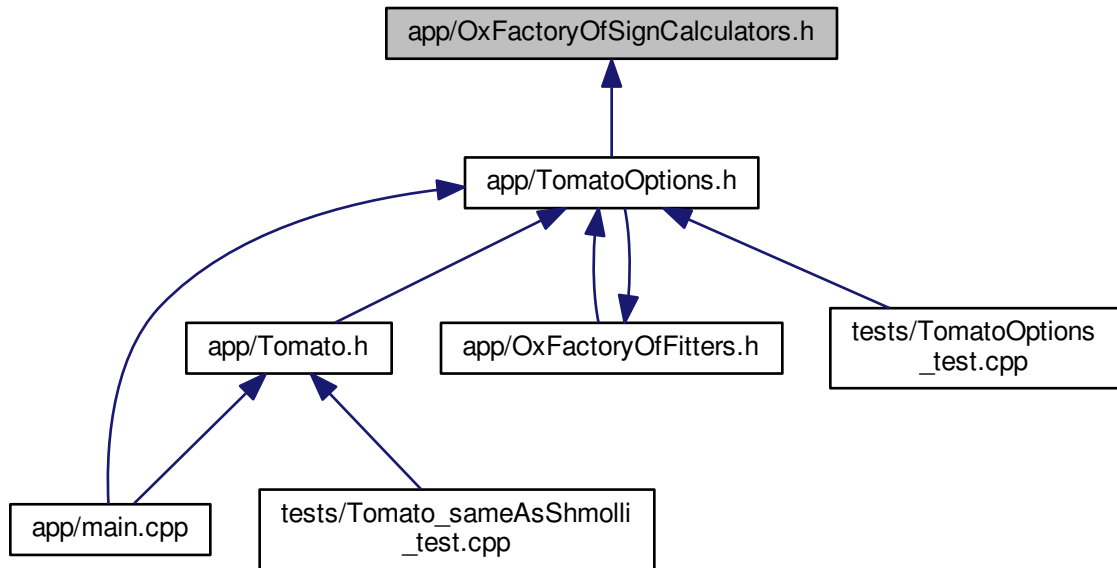 app/OxFactoryOfSignCalculators.h
app/TomatoOptions.h
app/Tomato.h
app/OxFactoryOfFitters.h
tests/TomatoOptions
_test.cpp
app/main.cpp
tests/Tomato_sameAsShmolli
_test.cpp